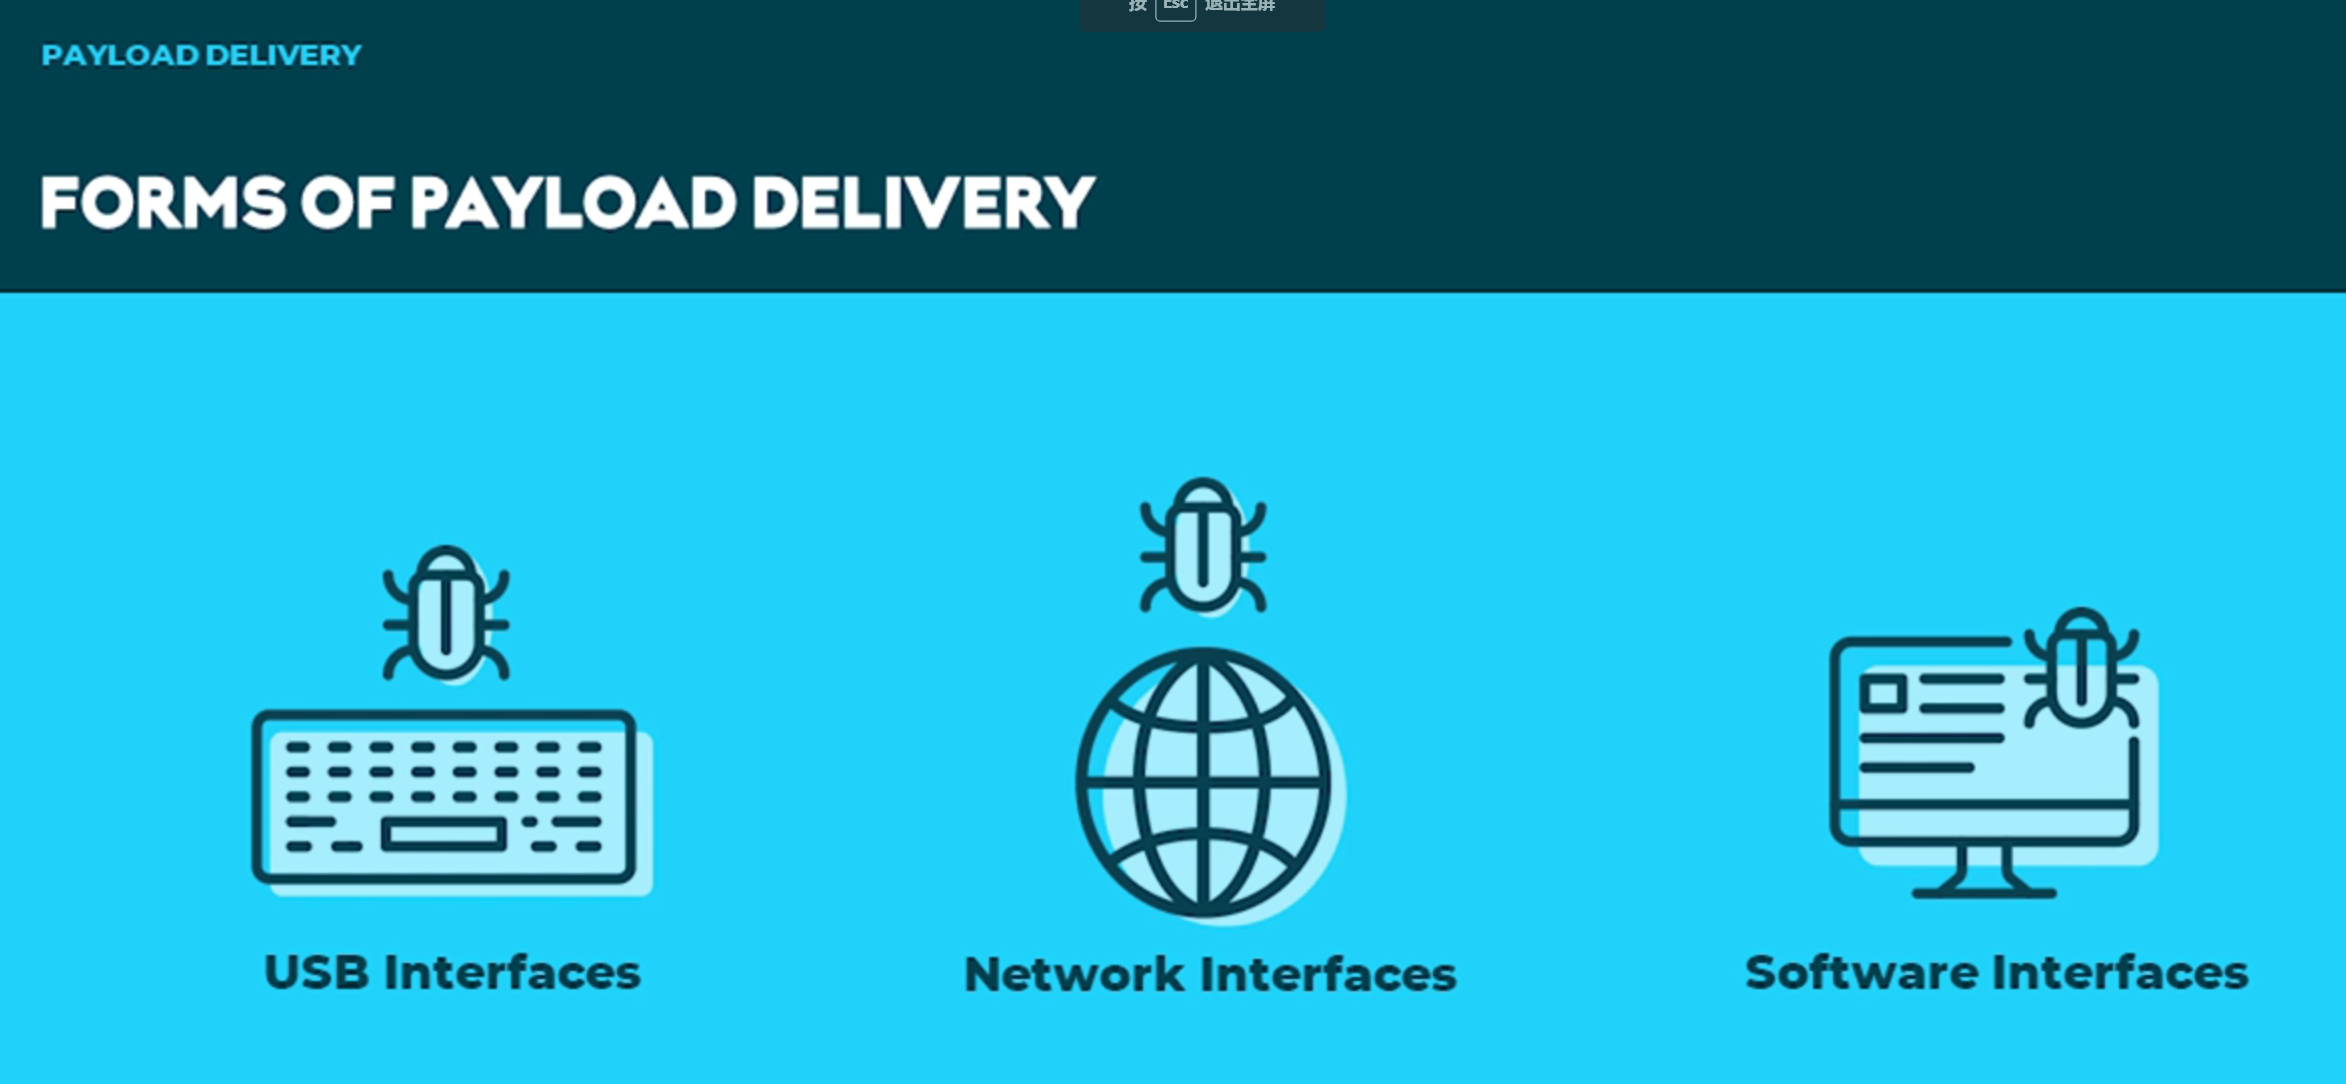 按 Esc 退出全屏
PAYLOAD DELIVERY
FORMS OF PAYLOAD DELIVERY
USB Interfaces
Network Interfaces
Software Interfaces